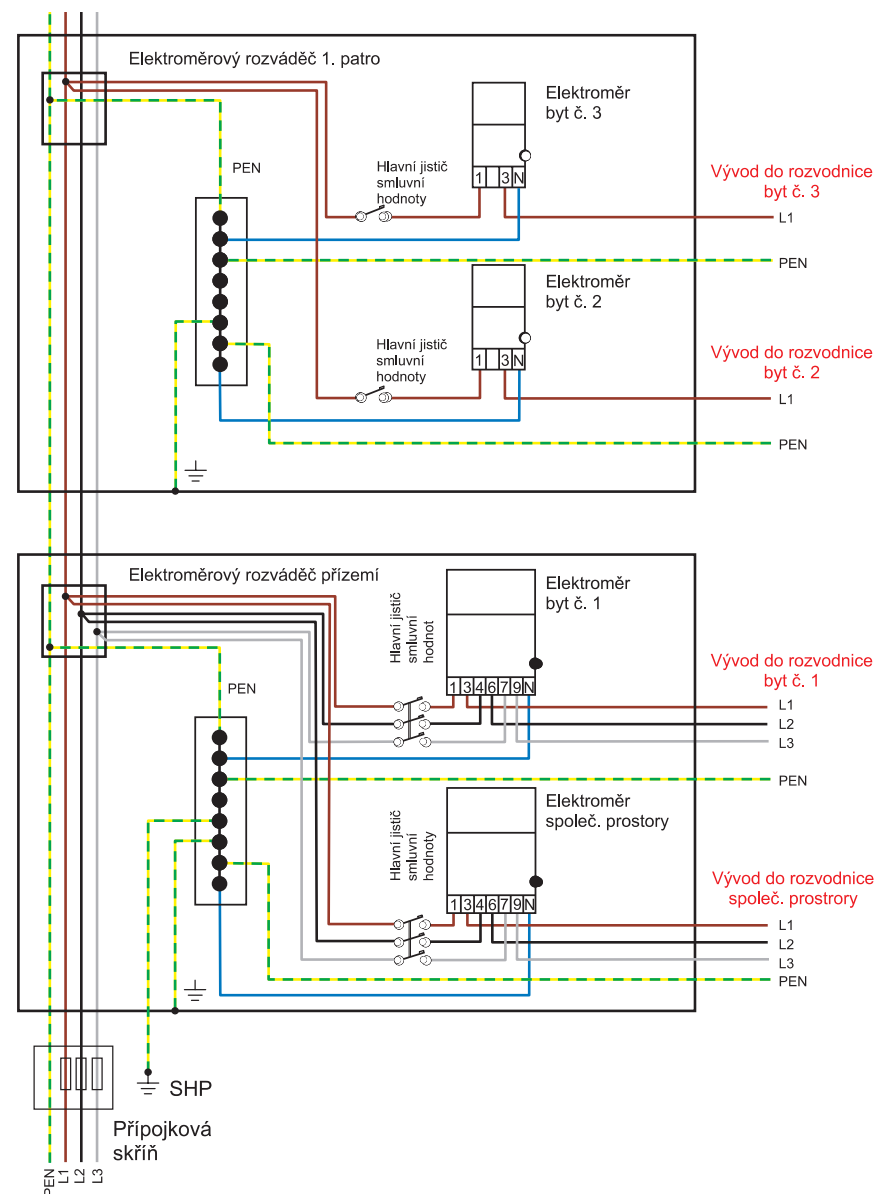 Elektroměrový rozváděč 1. patro
Elektroměr
byt č. 3
PEN
Hlavní jistič
smluvní
hodnoty
1 3 N
Vývod do rozvodnice
byt č. 3
L1
PEN
Elektroměr
byt č. 2
Hlavní jistič
smluvní
hodnoty
1 3 N
Vývod do rozvodnice
byt č. 2
L1
PEN
Elektroměrový rozváděč přízemí
Elektroměr
byt č. 1
Hlavní jistič
smluvní
hodnot
PEN
1 3 4 6 7 9 N
Vývod do rozvodnice
byt č. 1
L1
L2
L3
PEN
Elektroměr
společ. prostory
Hlavní jistič
smluvní
hodnoty
1 3 4 6 7 9 N
Vývod do rozvodnice
společ. prostrory
L1
L2
L3
PEN
SHP
Přípojková
skříň
PEN
L1
L2
L3